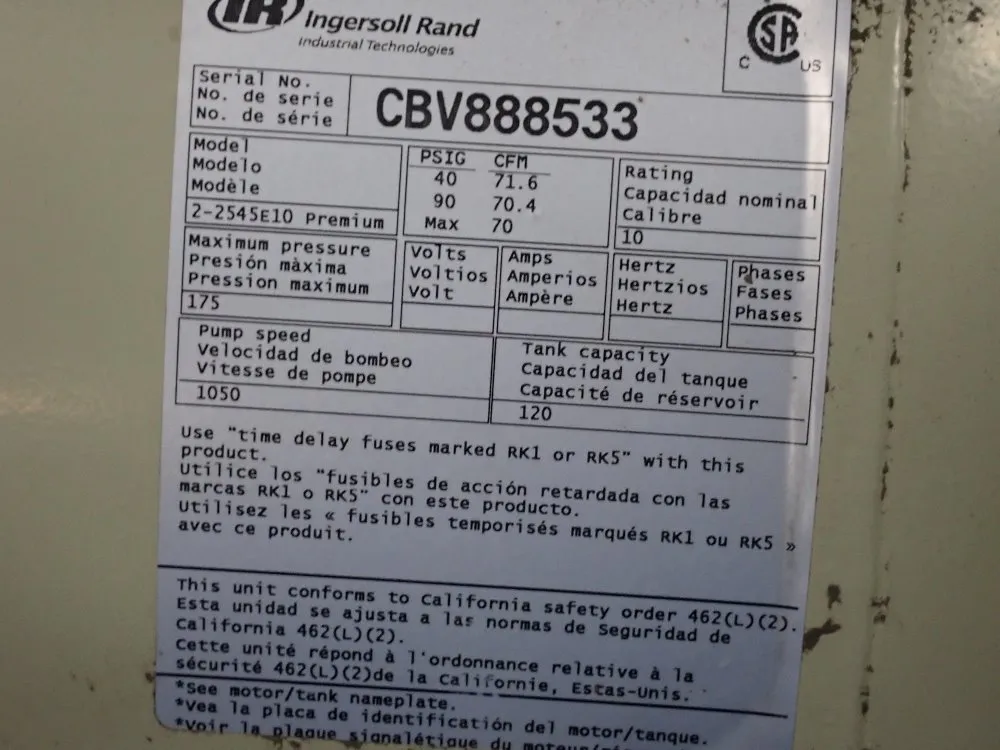 IR Ingersoll Rand
Industrial Technologies
SA
C US
Serial No.
No. de serie
No. de série
CBV888533
Model
Modelo
Modèle
2-2545E10 Premium
PSIG CFM
40 71.6
90 70.4
Max 70
Rating
Capacidad nominal
Calibre
10
Maximum pressure
Presión màxima
Pression maximum
175
Volts
Voltios
Volt
Amps
Amperios
Ampère
Hertz
Hertzios
Hertz
Phases
Fases
Phases
Pump speed
Velocidad de bombeo
Vitesse de pompe
1050
Tank capacity
Capacidad del tanque
Capacité de réservoir
120
Use "time delay fuses marked RK1 or RK5" with this
product.
Utilice los "fusibles de acción retardada con las
marcas RK1 o RK5" con este producto.
Utilisez les « fusibles temporisés marqués RK1 ou RK5 »
avec ce produit.
This unit conforms to California safety order 462(L)(2).
Esta unidad se ajusta a las normas de Seguridad de
California 462(L)(2).
Cette unité répond à l'ordonnance relative à la
sécurité 462(L)(2)de la Californie, Estas-Unis.
*See motor/tank nameplate.
*Vea la placa de identificación del motor/tanque.
*Voir la plaque signalétique du